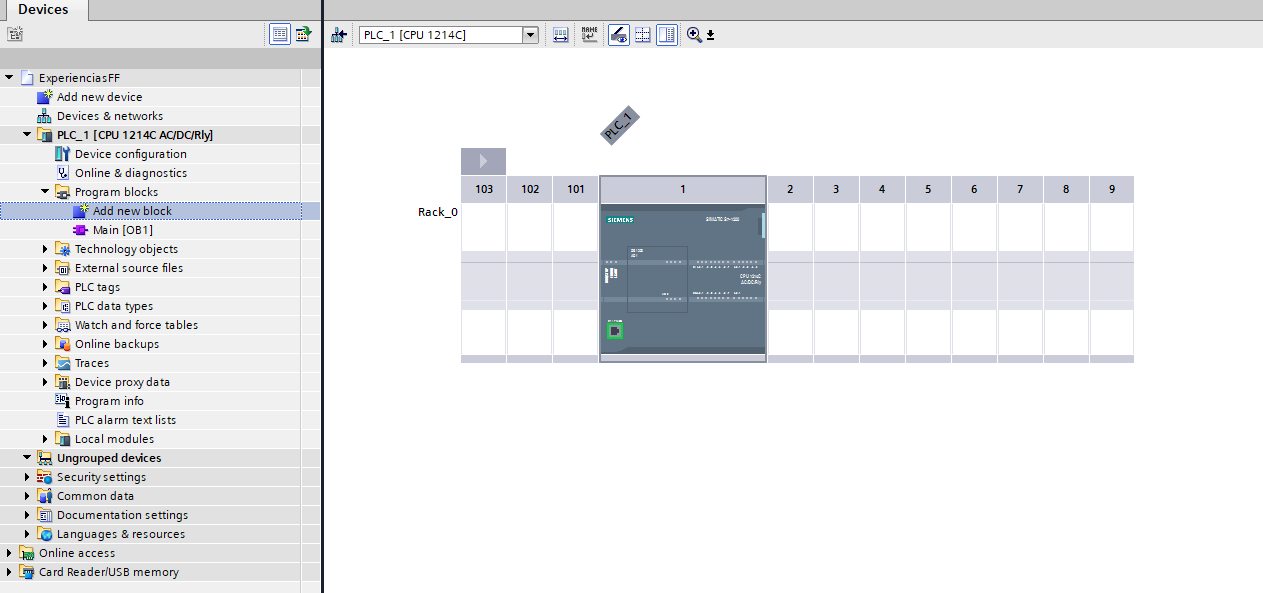 Devices
PLC_1 [CPU 1214C]
NAME
ExperienciasFF
Add new device
Devices & networks
PLC_1 [CPU 1214C AC/DC/Rly]
Device configuration
Online & diagnostics
Program blocks
Add new block
Main [OB1]
Technology objects
External source files
PLC tags
PLC data types
Watch and force tables
Online backups
Traces
Device proxy data
Program info
PLC alarm text lists
Local modules
Ungrouped devices
Security settings
Common data
Documentation settings
Languages & resources
Online access
Card Reader/USB memory
PLC_1
103 102 101 1 2 3 4 5 6 7 8 9
Rack_0
SIEMENS
SIMATIC S7-1200
CPU 1214C
AC/DC/Rly